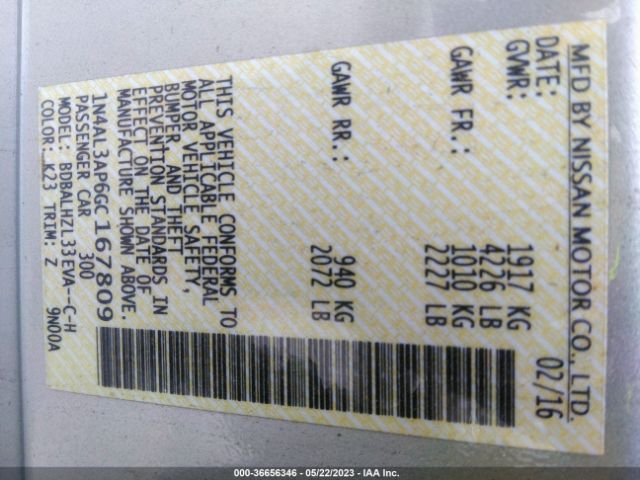 MFD BY NISSAN MOTOR CO., LTD.
DATE: 02/16
GVWR: 1917 KG
4226 LB
GAWR FR.: 1010 KG
2227 LB
GAWR RR.: 940 KG
2072 LB
THIS VEHICLE CONFORMS TO
ALL APPLICABLE FEDERAL
MOTOR VEHICLE SAFETY,
BUMPER, AND THEFT
PREVENTION STANDARDS IN
EFFECT ON THE DATE OF
MANUFACTURE SHOWN ABOVE.
1N4AL3AP6GC167809
PASSENGER CAR 300
MODEL: BDBALHZL33EVA--C-H
COLOR: K23 TRIM: Z 9N00A
000-36656346 - 05/22/2023 - IAA Inc.